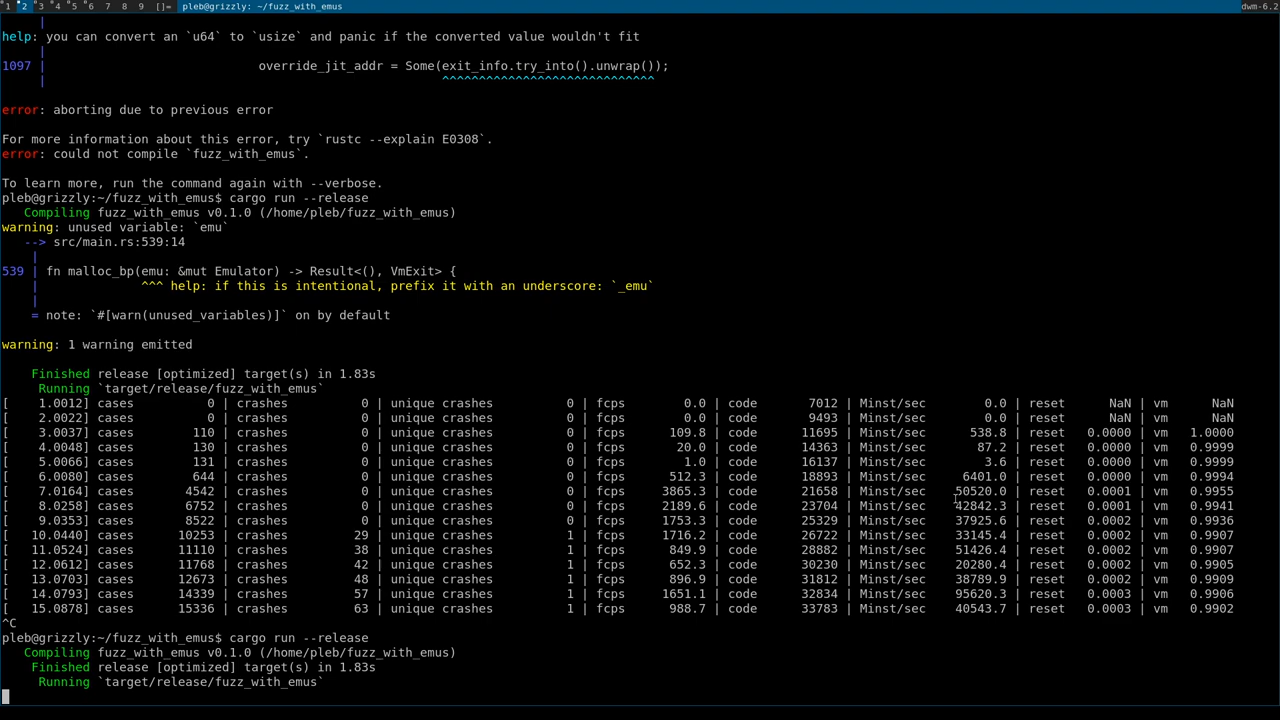 1 2 3 4 5 6 7 8 9 []= pleb@grizzly: ~/fuzz_with_emus dwm-6.2
|
help: you can convert an `u64` to `usize` and panic if the converted value wouldn't fit
|
1097 | override_jit_addr = Some(exit_info.try_into().unwrap());
| ^^^^^^^^^^^^^^^^^^^^^^^^^^^^^
error: aborting due to previous error
For more information about this error, try `rustc --explain E0308`.
error: could not compile `fuzz_with_emus`.
To learn more, run the command again with --verbose.
pleb@grizzly:~/fuzz_with_emus$ cargo run --release
Compiling fuzz_with_emus v0.1.0 (/home/pleb/fuzz_with_emus)
warning: unused variable: `emu`
--> src/main.rs:539:14
|
539 | fn malloc_bp(emu: &mut Emulator) -> Result<(), VmExit> {
| ^^^ help: if this is intentional, prefix it with an underscore: `_emu`
|
= note: `#[warn(unused_variables)]` on by default
warning: 1 warning emitted
Finished release [optimized] target(s) in 1.83s
Running `target/release/fuzz_with_emus`
[ 1.0012] cases 0 | crashes 0 | unique crashes 0 | fcps 0.0 | code 7012 | Minst/sec 0.0 | reset NaN | vm NaN
[ 2.0022] cases 0 | crashes 0 | unique crashes 0 | fcps 0.0 | code 9493 | Minst/sec 0.0 | reset NaN | vm NaN
[ 3.0037] cases 110 | crashes 0 | unique crashes 0 | fcps 109.8 | code 11695 | Minst/sec 538.8 | reset 0.0000 | vm 1.0000
[ 4.0048] cases 130 | crashes 0 | unique crashes 0 | fcps 20.0 | code 14363 | Minst/sec 87.2 | reset 0.0000 | vm 0.9999
[ 5.0066] cases 131 | crashes 0 | unique crashes 0 | fcps 1.0 | code 16137 | Minst/sec 3.6 | reset 0.0000 | vm 0.9999
[ 6.0080] cases 644 | crashes 0 | unique crashes 0 | fcps 512.3 | code 18893 | Minst/sec 6401.0 | reset 0.0000 | vm 0.9994
[ 7.0164] cases 4542 | crashes 0 | unique crashes 0 | fcps 3865.3 | code 21658 | Minst/sec 50520.0 | reset 0.0001 | vm 0.9955
[ 8.0258] cases 6752 | crashes 0 | unique crashes 0 | fcps 2189.6 | code 23704 | Minst/sec 42842.3 | reset 0.0001 | vm 0.9941
[ 9.0353] cases 8522 | crashes 0 | unique crashes 0 | fcps 1753.3 | code 25329 | Minst/sec 37925.6 | reset 0.0002 | vm 0.9936
[ 10.0440] cases 10253 | crashes 29 | unique crashes 1 | fcps 1716.2 | code 26722 | Minst/sec 33145.4 | reset 0.0002 | vm 0.9907
[ 11.0524] cases 11110 | crashes 38 | unique crashes 1 | fcps 849.9 | code 28882 | Minst/sec 51426.4 | reset 0.0002 | vm 0.9907
[ 12.0612] cases 11768 | crashes 42 | unique crashes 1 | fcps 652.3 | code 30230 | Minst/sec 20280.4 | reset 0.0002 | vm 0.9905
[ 13.0703] cases 12673 | crashes 48 | unique crashes 1 | fcps 896.9 | code 31812 | Minst/sec 38789.9 | reset 0.0002 | vm 0.9909
[ 14.0793] cases 14339 | crashes 57 | unique crashes 1 | fcps 1651.1 | code 32834 | Minst/sec 95620.3 | reset 0.0003 | vm 0.9906
[ 15.0878] cases 15336 | crashes 63 | unique crashes 1 | fcps 988.7 | code 33783 | Minst/sec 40543.7 | reset 0.0003 | vm 0.9902
^C
pleb@grizzly:~/fuzz_with_emus$ cargo run --release
Compiling fuzz_with_emus v0.1.0 (/home/pleb/fuzz_with_emus)
Finished release [optimized] target(s) in 1.83s
Running `target/release/fuzz_with_emus`